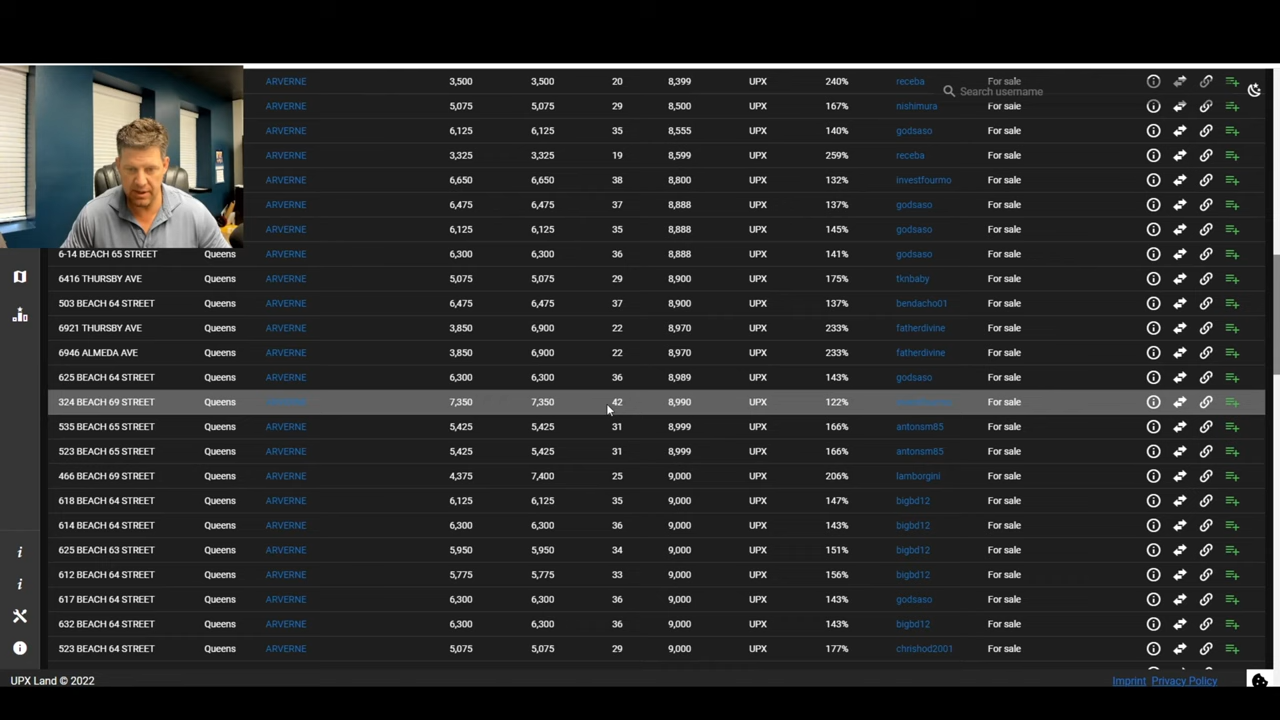 ARVERNE 3,500 3,500 20 8,399 UPX 240% receba For sale
Search username
ARVERNE 5,075 5,075 29 8,500 UPX 167% nishimura For sale
ARVERNE 6,125 6,125 35 8,555 UPX 140% godsaso For sale
ARVERNE 3,325 3,325 19 8,599 UPX 259% receba For sale
ARVERNE 6,650 6,650 38 8,800 UPX 132% investfourmo For sale
ARVERNE 6,475 6,475 37 8,888 UPX 137% godsaso For sale
ARVERNE 6,125 6,125 35 8,888 UPX 145% godsaso For sale
6-14 BEACH 65 STREET Queens ARVERNE 6,300 6,300 36 8,888 UPX 141% godsaso For sale
6416 THURSBY AVE Queens ARVERNE 5,075 5,075 29 8,900 UPX 175% tknbaby For sale
503 BEACH 64 STREET Queens ARVERNE 6,475 6,475 37 8,900 UPX 137% bendacho01 For sale
6921 THURSBY AVE Queens ARVERNE 3,850 6,900 22 8,970 UPX 233% fatherdivine For sale
6946 ALMEDA AVE Queens ARVERNE 3,850 6,900 22 8,970 UPX 233% fatherdivine For sale
625 BEACH 64 STREET Queens ARVERNE 6,300 6,300 36 8,989 UPX 143% godsaso For sale
324 BEACH 69 STREET Queens ARVERNE 7,350 7,350 42 8,990 UPX 122% For sale
535 BEACH 65 STREET Queens ARVERNE 5,425 5,425 31 8,999 UPX 166% antonsm85 For sale
523 BEACH 65 STREET Queens ARVERNE 5,425 5,425 31 8,999 UPX 166% antonsm85 For sale
466 BEACH 69 STREET Queens ARVERNE 4,375 7,400 25 9,000 UPX 206% lamborgini For sale
618 BEACH 64 STREET Queens ARVERNE 6,125 6,125 35 9,000 UPX 147% bigbd12 For sale
614 BEACH 64 STREET Queens ARVERNE 6,300 6,300 36 9,000 UPX 143% bigbd12 For sale
625 BEACH 63 STREET Queens ARVERNE 5,950 5,950 34 9,000 UPX 151% bigbd12 For sale
612 BEACH 64 STREET Queens ARVERNE 5,775 5,775 33 9,000 UPX 156% bigbd12 For sale
617 BEACH 64 STREET Queens ARVERNE 6,300 6,300 36 9,000 UPX 143% godsaso For sale
632 BEACH 64 STREET Queens ARVERNE 6,300 6,300 36 9,000 UPX 143% bigbd12 For sale
523 BEACH 64 STREET Queens ARVERNE 5,075 5,075 29 9,000 UPX 177% chrishod2001 For sale
UPX Land © 2022 Imprint Privacy Policy